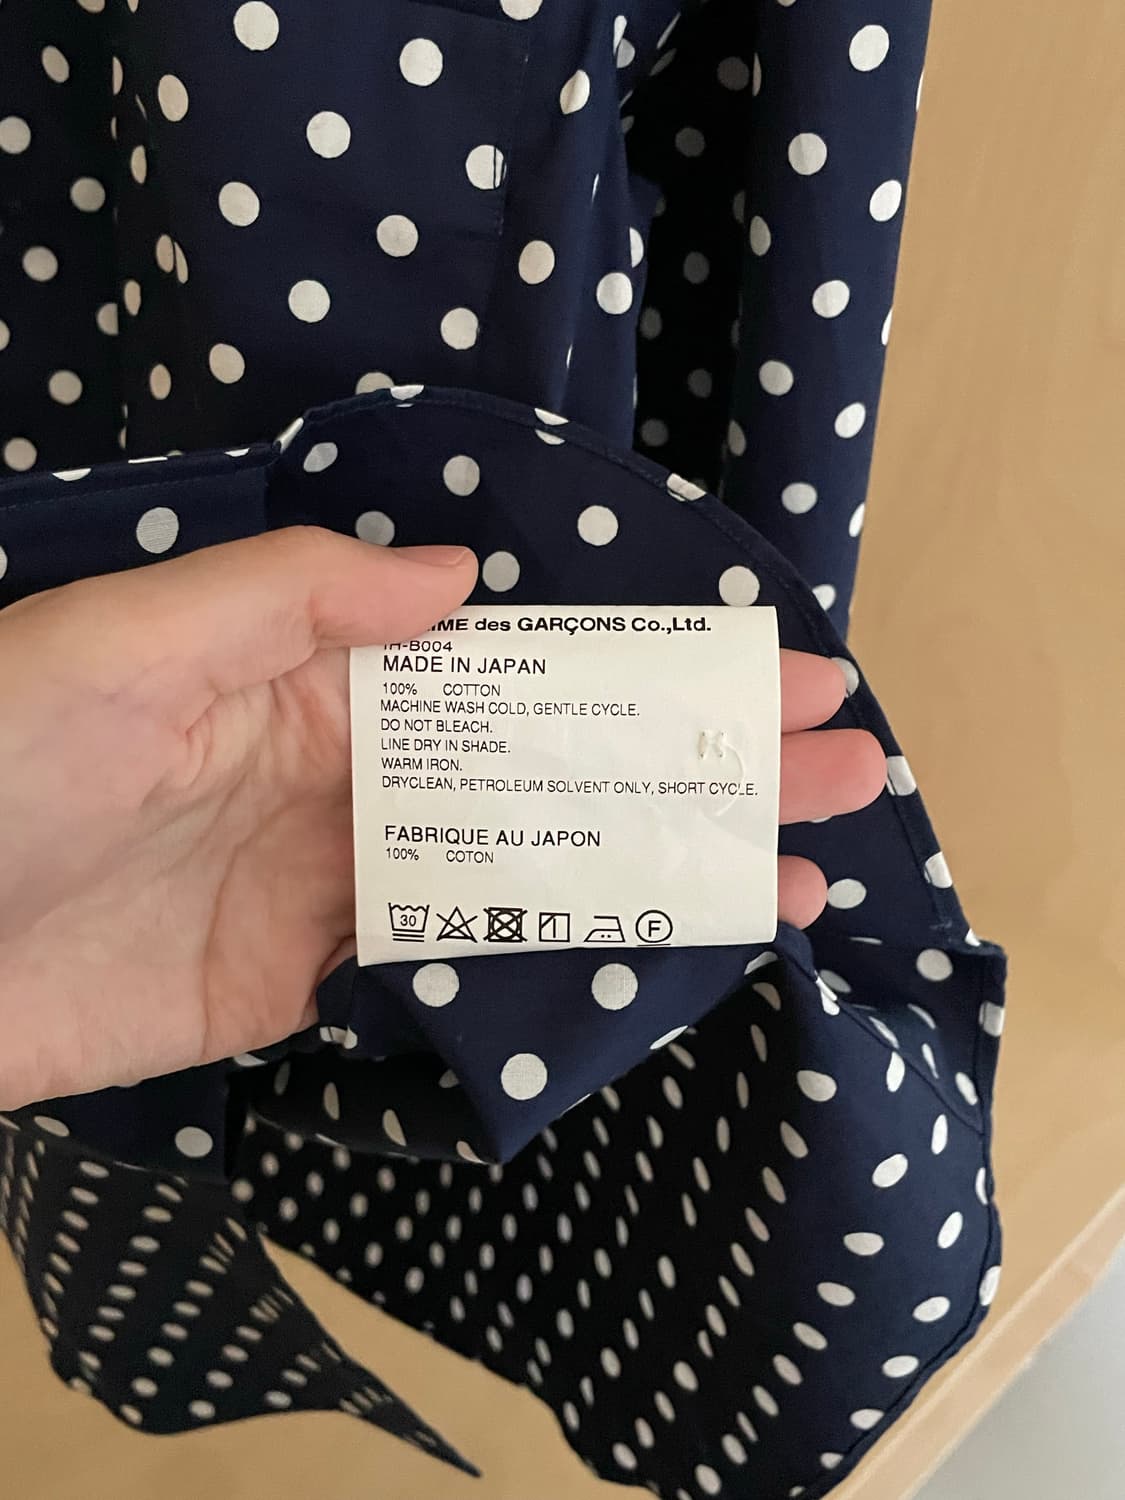 des GARÇONS Co.,Ltd.
MADE IN JAPAN
100% COTTON
MACHINE WASH COLD, GENTLE CYCLE.
DO NOT BLEACH.
LINE DRY IN SHADE.
WARM IRON.
DRYCLEAN, PETROLEUM SOLVENT ONLY, SHORT CYCLE.
FABRIQUE AU JAPON
100% COTON
30 F